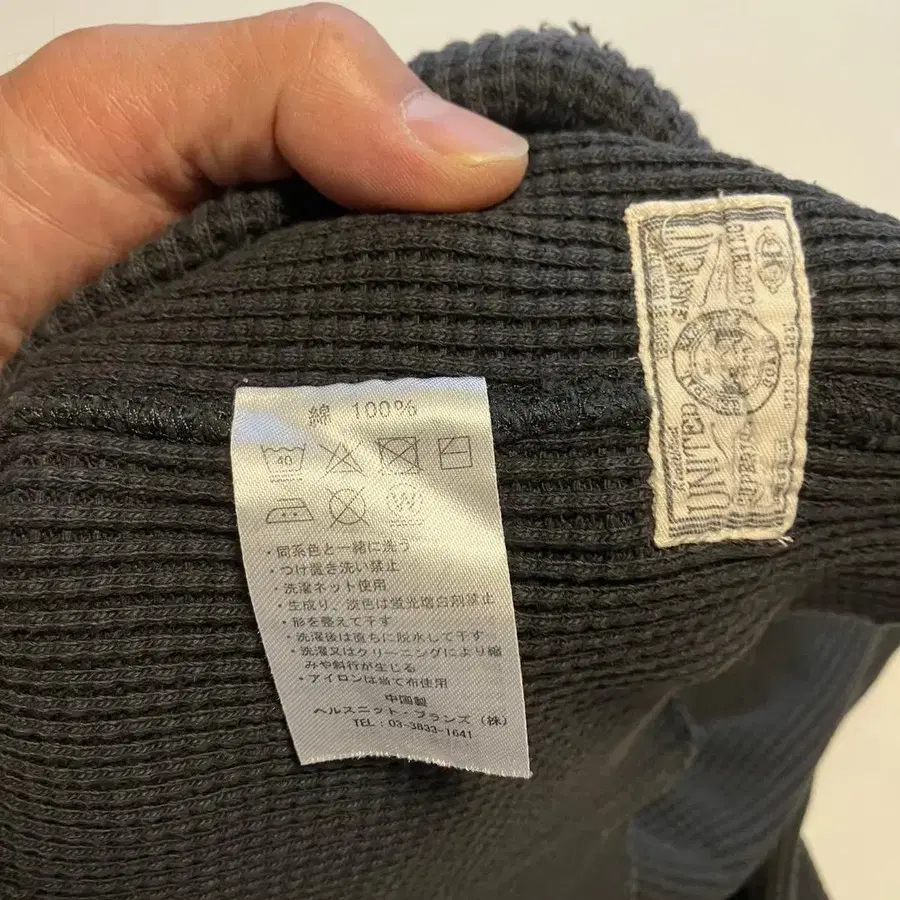 綿 100%
40
W
・同系色と一緒に洗う
・つけ置き洗い禁止
・洗濯ネット使用
・生成り、淡色は蛍光増白剤禁止
・形を整えて干す
・洗濯後は直ちに脱水して干す
・洗濯又はクリーニングにより縮
みや斜行が生じる
・アイロンは当て布使用
中国製
ヘルスニット・ブランズ(株)
TEL : 03-3833-1641
UNITED GARMENT